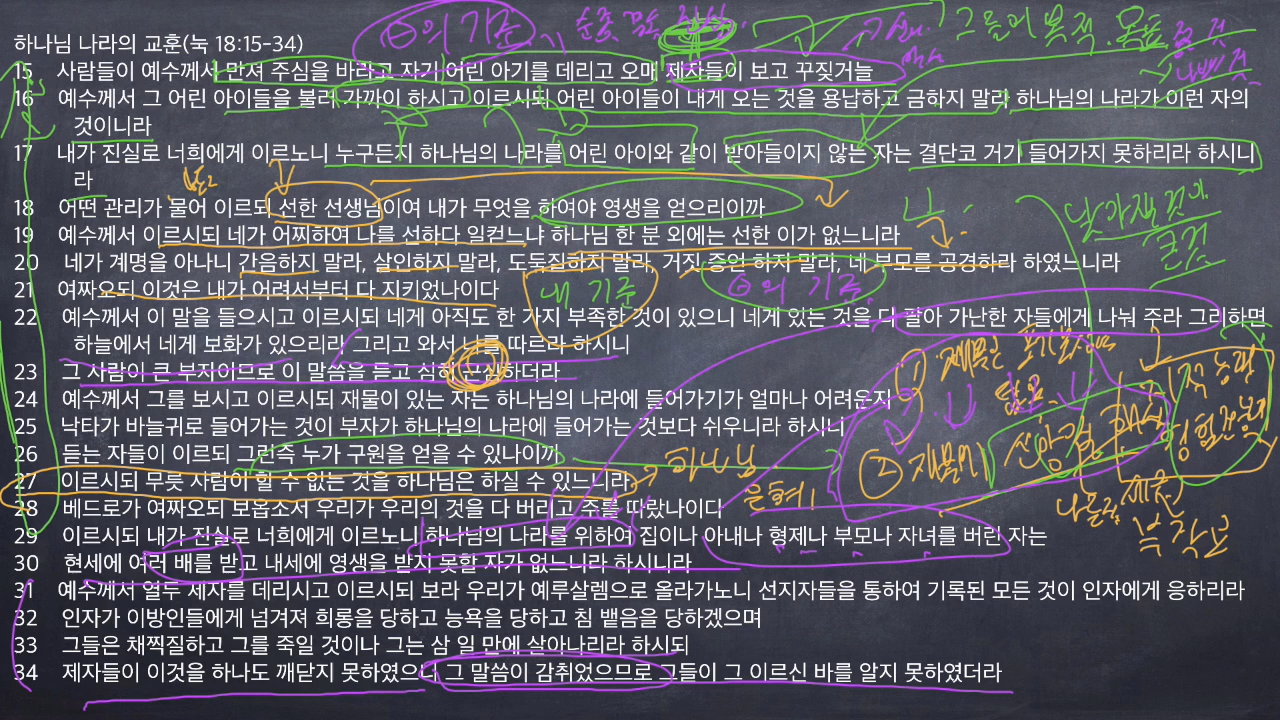 의 기준
그들의 목적. 목표
하나님 나라의 교훈(눅 18:15-34)
15 사람들이 예수께서 만져 주심을 바라고 자기 어린 아기를 데리고 오매 제자들이 보고 꾸짖거늘
16 예수께서 그 어린 아이들을 불러 가까이 하시고 이르시되 어린 아이들이 내게 오는 것을 용납하고 금하지 말라 하나님의 나라가 이런 자의
것이니라
17 내가 진실로 너희에게 이르노니 누구든지 하나님의 나라를 어린 아이와 같이 받아들이지 않는 자는 결단코 거기 들어가지 못하리라 하시니
라
18 어떤 관리가 물어 이르되 선한 선생님이여 내가 무엇을 하여야 영생을 얻으리이까
19 예수께서 이르시되 네가 어찌하여 나를 선하다 일컫느냐 하나님 한 분 외에는 선한 이가 없느니라
20 네가 계명을 아나니 간음하지 말라, 살인하지 말라, 도둑질하지 말라, 거짓 증언 하지 말라, 네 부모를 공경하라 하였느니라
21 여짜오되 이것은 내가 어려서부터 다 지키었나이다
내 기준
의 기준
22 예수께서 이 말을 들으시고 이르시되 네게 아직도 한 가지 부족한 것이 있으니 네게 있는 것을 다 팔아 가난한 자들에게 나눠 주라 그리하면
하늘에서 네게 보화가 있으리라 그리고 와서 나를 따르라 하시니
23 그 사람이 큰 부자이므로 이 말씀을 듣고 심히 근심하더라
24 예수께서 그를 보시고 이르시되 재물이 있는 자는 하나님의 나라에 들어가기가 얼마나 어려운지
25 낙타가 바늘귀로 들어가는 것이 부자가 하나님의 나라에 들어가는 것보다 쉬우니라 하시니
26 듣는 자들이 이르되 그런즉 누가 구원을 얻을 수 있나이까
27 이르시되 무릇 사람이 할 수 없는 것을 하나님은 하실 수 있느니라
하나님
은혜
② 재물이
28 베드로가 여짜오되 보옵소서 우리가 우리의 것을 다 버리고 주를 따랐나이다
29 이르시되 내가 진실로 너희에게 이르노니 하나님의 나라를 위하여 집이나 아내나 형제나 부모나 자녀를 버린 자는
30 현세에 여러 배를 받고 내세에 영생을 받지 못할 자가 없느니라 하시니라
31 예수께서 열두 제자를 데리시고 이르시되 보라 우리가 예루살렘으로 올라가노니 선지자들을 통하여 기록된 모든 것이 인자에게 응하리라
32 인자가 이방인들에게 넘겨져 희롱을 당하고 능욕을 당하고 침 뱉음을 당하겠으며
33 그들은 채찍질하고 그를 죽일 것이나 그는 삼 일 만에 살아나리라 하시되
34 제자들이 이것을 하나도 깨닫지 못하였으니 그 말씀이 감취었으므로 그들이 그 이르신 바를 알지 못하였더라